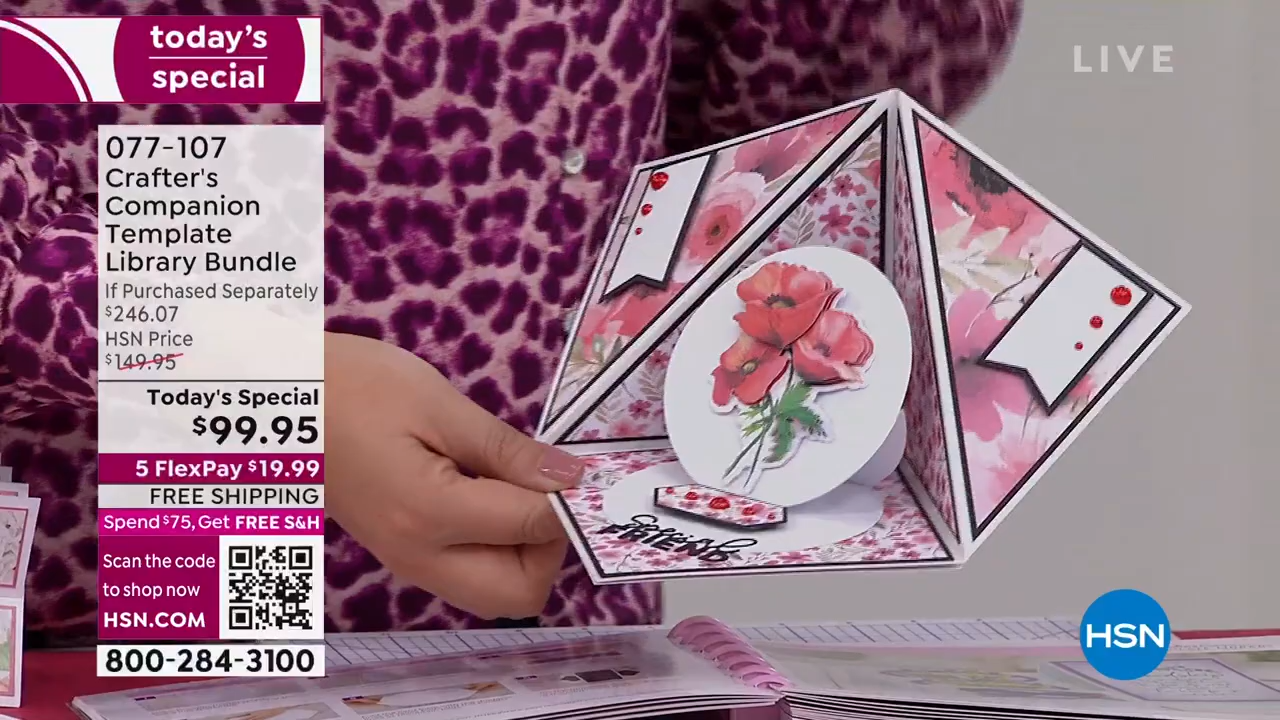 today's
special
LIVE
077-107
Crafter's
Companion
Template
Library Bundle
If Purchased Separately
$246.07
HSN Price
$149.95
Today's Special
$99.95
5 FlexPay $19.99
FREE SHIPPING
Spend $75, Get FREE S&H
Scan the code
to shop now
HSN.COM
800-284-3100
Special
FRIEND
HSN